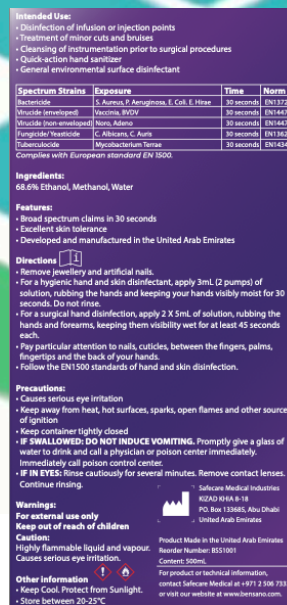 Intended Use:
• Disinfection of infusion or injection points
• Treatment of minor cuts and bruises
• Cleansing of instrumentation prior to surgical procedures
• Quick-action hand sanitizer
• General environmental surface disinfectant
Spectrum Strains Exposure Time Norm
Bactericide S. Aureus, P. Aeruginosa, E. Coli. E. Hirae 30 seconds EN1372
Virucide (enveloped) Vaccinia, BVDV 30 seconds EN1447
Virucide (non-enveloped) Noro, Adeno 30 seconds EN1447
Fungicide/ Yeasticide C. Albicans, C. Auris 30 seconds EN1362
Tuberculocide Mycobacterium Terrae 30 seconds EN1434
Complies with European standard EN 1500.
Ingredients:
68.6% Ethanol, Methanol, Water
Features:
• Broad spectrum claims in 30 seconds
• Excellent skin tolerance
• Developed and manufactured in the United Arab Emirates
Directions
• Remove jewellery and artificial nails.
• For a hygienic hand and skin disinfectant, apply 3mL (2 pumps) of
solution, rubbing the hands and keeping your hands visibly moist for 30
seconds. Do not rinse.
• For a surgical hand disinfection, apply 2 X 5mL of solution, rubbing the
hands and forearms, keeping them visibility wet for at least 45 seconds
each.
• Pay particular attention to nails, cuticles, between the fingers, palms,
fingertips and the back of your hands.
• Follow the EN1500 standards of hand and skin disinfection.
Precautions:
• Causes serious eye irritation
• Keep away from heat, hot surfaces, sparks, open flames and other source
of ignition
• Keep container tightly closed
• IF SWALLOWED: DO NOT INDUCE VOMITING. Promptly give a glass of
water to drink and call a physician or poison center immediately.
Immediately call poison control center.
• IF IN EYES: Rinse cautiously for several minutes. Remove contact lenses.
Continue rinsing.
Warnings:
For external use only
Keep out of reach of children
Caution:
Highly flammable liquid and vapour.
Causes serious eye irritation.
Other information
• Keep Cool. Protect from Sunlight.
• Store between 20-25°C
Safecare Medical Industries
KIZAD KHIA 8-18
PO. Box 133685, Abu Dhabi
United Arab Emirates
Product Made in the United Arab Emirates
Reorder Number: BSS1001
Content: 500mL
For product or technical information,
contact Safecare Medical at +971 2 506 733
or visit our website at www.bensano.com.